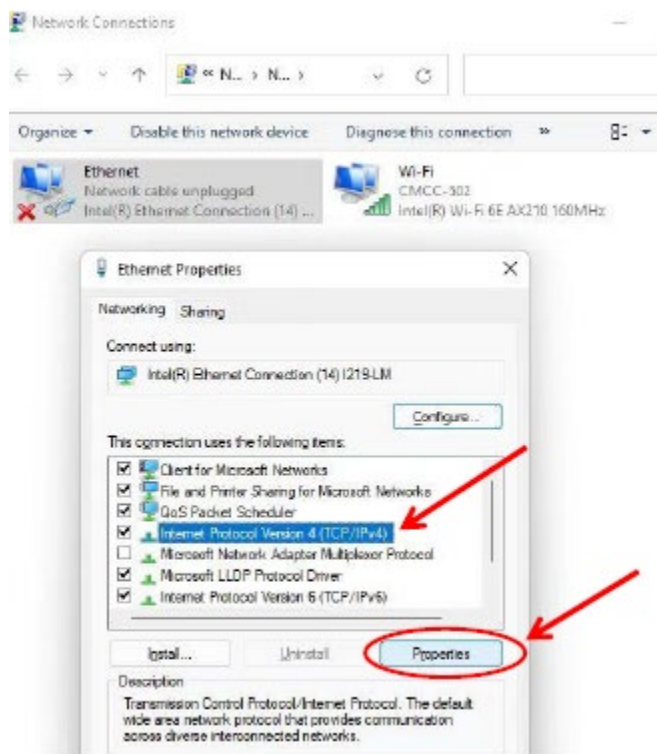 Network Connections
« N... › N... ›
Organize
Disable this network device
Diagnose this connection
»
Ethernet
Network cable unplugged
Intel(R) Ethernet Connection (14) ...
Wi-Fi
CMCC-502
Intel(R) Wi-Fi 6E AX210 160MHz
Ethernet Properties
Networking
Sharing
Connect using:
Intel(R) Ethernet Connection (14) I219-LM
Configure...
This connection uses the following items:
Client for Microsoft Networks
File and Printer Sharing for Microsoft Networks
QoS Packet Scheduler
Internet Protocol Version 4 (TCP/IPv4)
Microsoft Network Adapter Multiplexor Protocol
Microsoft LLDP Protocol Driver
Internet Protocol Version 6 (TCP/IPv6)
Install...
Uninstall
Properties
Description
Transmission Control Protocol/Internet Protocol. The default
wide area network protocol that provides communication
across diverse interconnected networks.